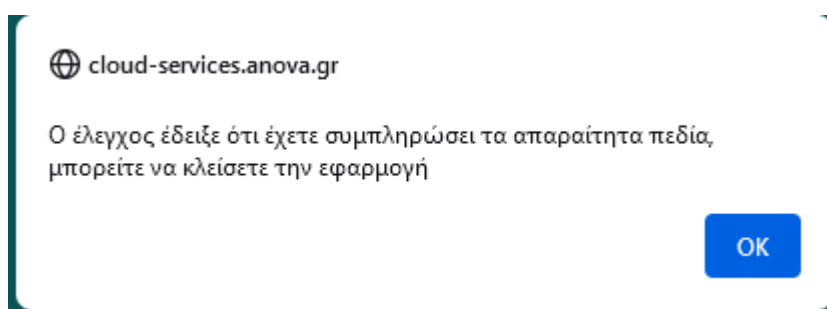 cloud-services.anova.gr
Ο έλεγχος έδειξε ότι έχετε συμπληρώσει τα απαραίτητα πεδία,
μπορείτε να κλείσετε την εφαρμογή
OK